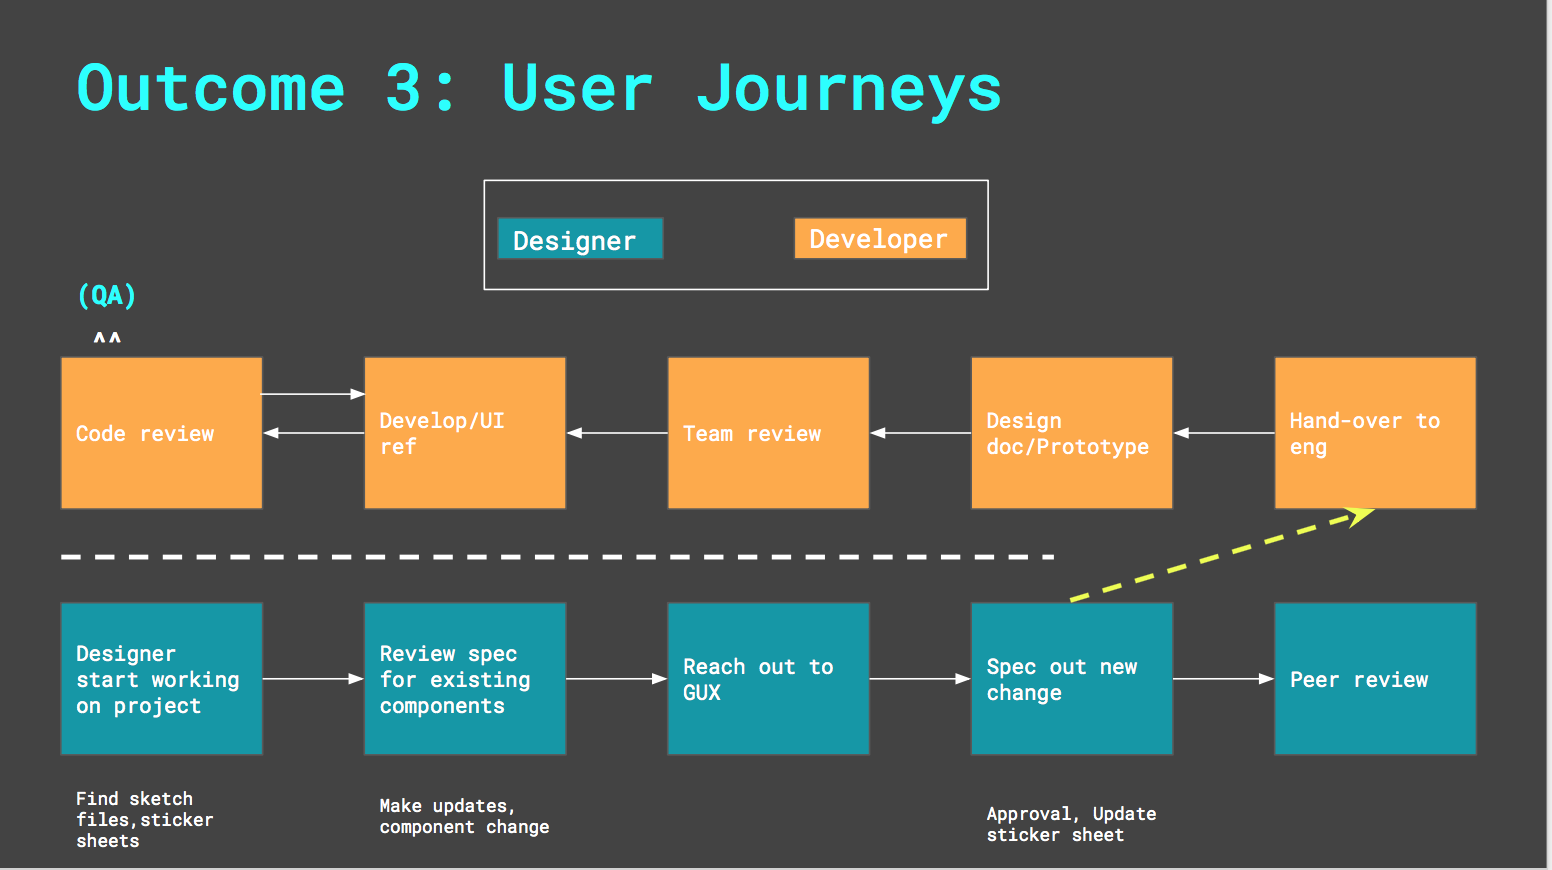 Outcome 3: User Journeys
Designer
Developer
(QA)
^^
Code review
Develop/UI
ref
Team review
Design
doc/Prototype
Hand-over to
eng
Designer
start working
on project
Review spec
for existing
components
Reach out to
GUX
Spec out new
change
Peer review
Find sketch
files,sticker
sheets
Make updates,
component change
Approval, Update
sticker sheet